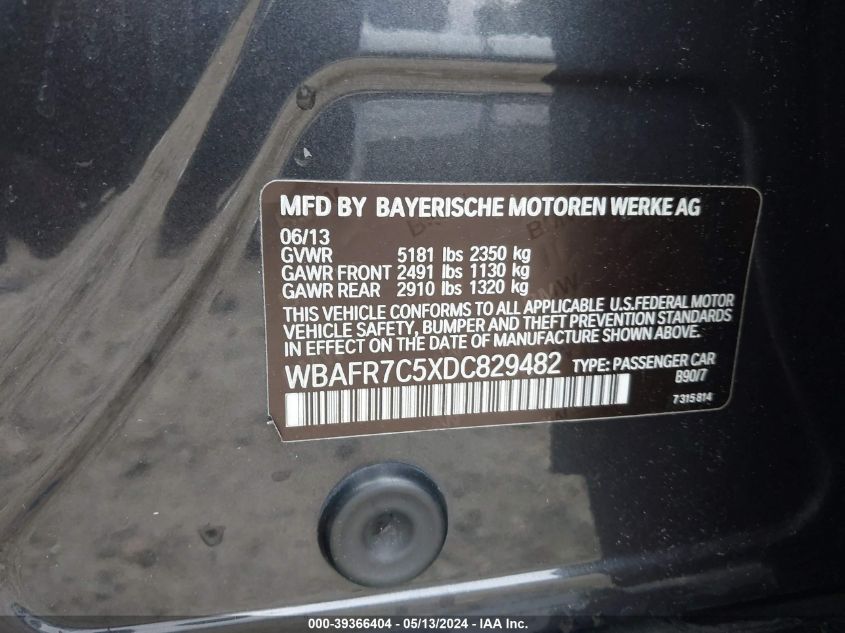 MFD BY BAYERISCHE MOTOREN WERKE AG
06/13
GVWR 5181 lbs 2350 kg
GAWR FRONT 2491 lbs 1130 kg
GAWR REAR 2910 lbs 1320 kg
THIS VEHICLE CONFORMS TO ALL APPLICABLE U.S.FEDERAL MOTOR
VEHICLE SAFETY, BUMPER AND THEFT PREVENTION STANDARDS
IN EFFECT ON THE DATE OF MANUFACTURE SHOWN ABOVE.
WBAFR7C5XDC829482 TYPE: PASSENGER CAR
B90/7
7315814
000-39366404 - 05/13/2024 - IAA Inc.